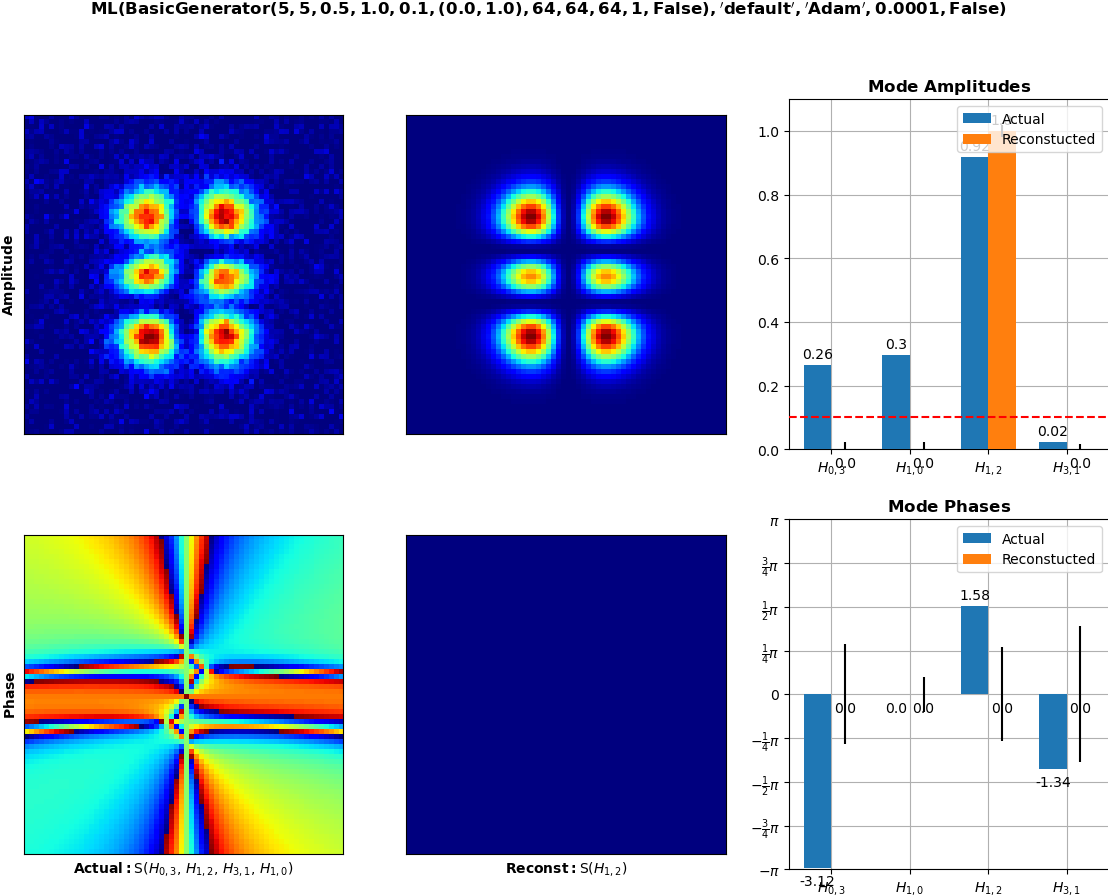 ML(BasicGenerator(5, 5, 0.5, 1.0, 0.1, (0.0, 1.0), 64, 64, 64, 1, False), 'default', 'Adam', 0.0001, False)
Amplitude
Mode Amplitudes
Actual
Reconstucted
1.0
0.8
0.6
0.4
0.2
0.0
0.26
0.0
0.3
0.0
0.92
0.02
0.0
H0,3
H1,0
H1,2
H3,1
Phase
Actual: S(H0,3, H1,2, H3,1, H1,0)
Reconst: S(H1,2)
Mode Phases
Actual
Reconstucted
π
3/4π
1/2π
1/4π
0
−1/4π
−1/2π
−3/4π
−π
-3.12
0.0
0.0
0.0
1.58
0.0
-1.34
0.0
H0,3
H1,0
H1,2
H3,1